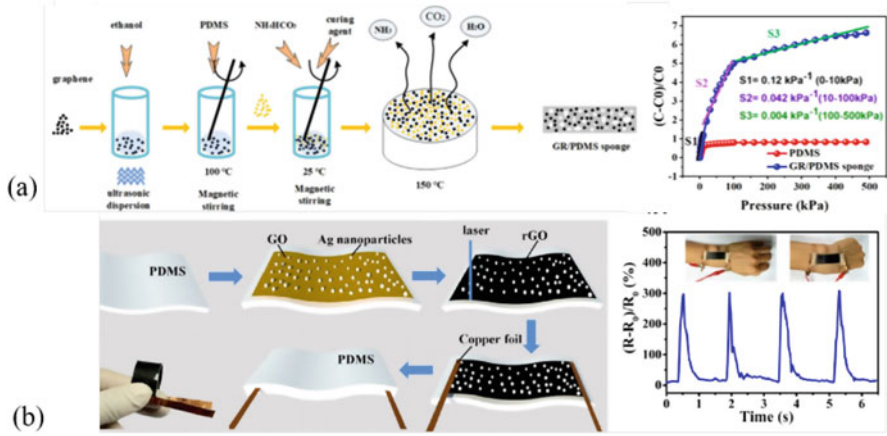 ethanol
PDMS
NH4HCO3
curing
agent
graphene
NH3
CO2
H2O
GR/PDMS sponge
100 °C
25 °C
150 °C
ultrasonic
dispersion
Magnetic
stirring
Magnetic
stirring
(a)
(C-C0)/C0
7
6
5
4
3
2
1
0
-1
S3
S2
S1
S1= 0.12 kPa-1 (0-10kPa)
S2= 0.042 kPa-1(10-100kPa)
S3= 0.004 kPa-1(100-500kPa)
PDMS
GR/PDMS sponge
0 100 200 300 400 500
Pressure (kPa)
(b)
PDMS
GO
Ag nanoparticles
laser
rGO
Copper foil
PDMS
(R-R0)/R0 (%)
500
400
300
200
100
0
0 1 2 3 4 5 6
Time (s)